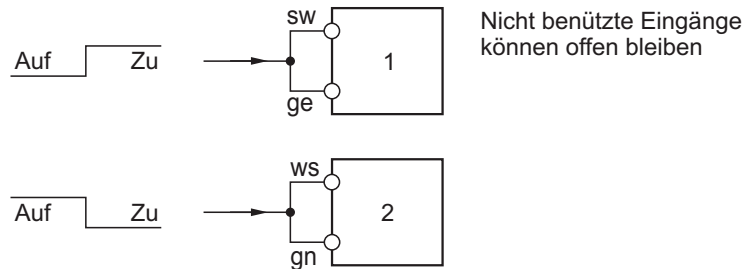 sw
Nicht benützte Eingänge
können offen bleiben
Auf Zu
1
ge
ws
Auf Zu
2
gn